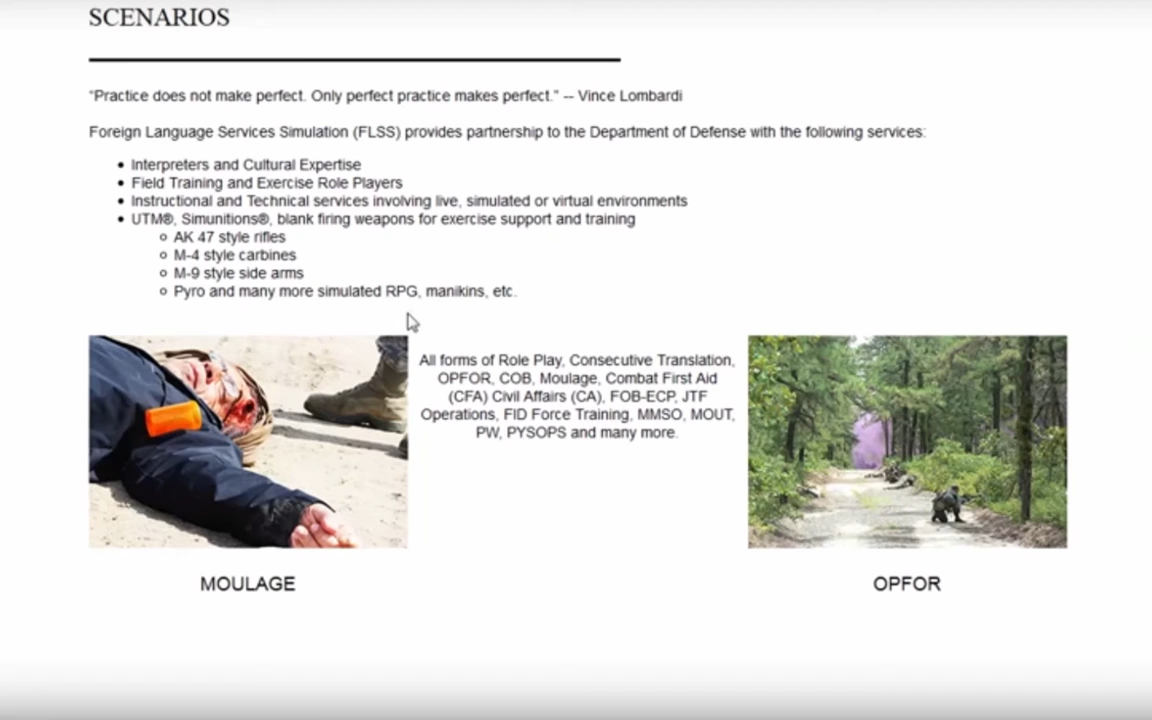 SCENARIOS
"Practice does not make perfect. Only perfect practice makes perfect." -- Vince Lombardi
Foreign Language Services Simulation (FLSS) provides partnership to the Department of Defense with the following services:
• Interpreters and Cultural Expertise
• Field Training and Exercise Role Players
• Instructional and Technical services involving live, simulated or virtual environments
• UTM®, Simunitions®, blank firing weapons for exercise support and training
o AK 47 style rifles
o M-4 style carbines
o M-9 style side arms
o Pyro and many more simulated RPG, manikins, etc.
All forms of Role Play, Consecutive Translation,
OPFOR, COB, Moulage, Combat First Aid
(CFA) Civil Affairs (CA), FOB-ECP, JTF
Operations, FID Force Training, MMSO, MOUT,
PW, PYSOPS and many more.
MOULAGE
OPFOR